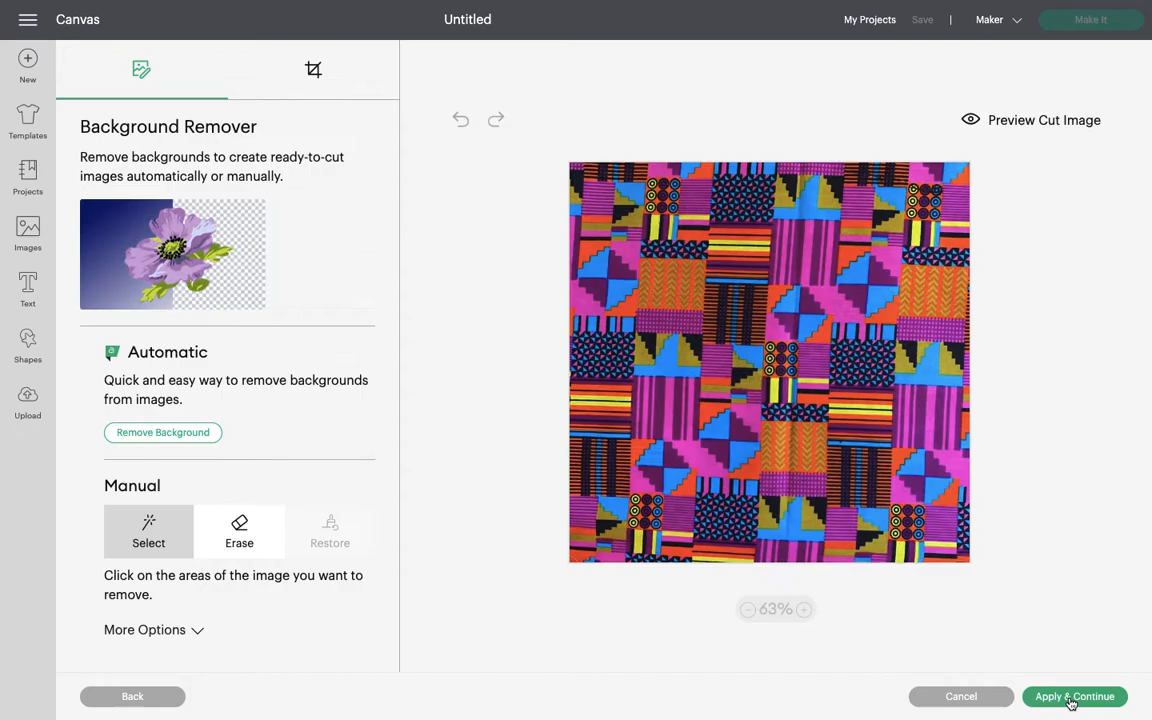 Canvas
Untitled
My Projects
Save
|
Maker
Make It
New
Templates
Projects
Images
Text
Shapes
Upload
Background Remover
Remove backgrounds to create ready-to-cut
images automatically or manually.
Automatic
Quick and easy way to remove backgrounds
from images.
Remove Background
Manual
Select
Erase
Restore
Click on the areas of the image you want to
remove.
More Options
Preview Cut Image
63%
Back
Cancel
Apply & Continue